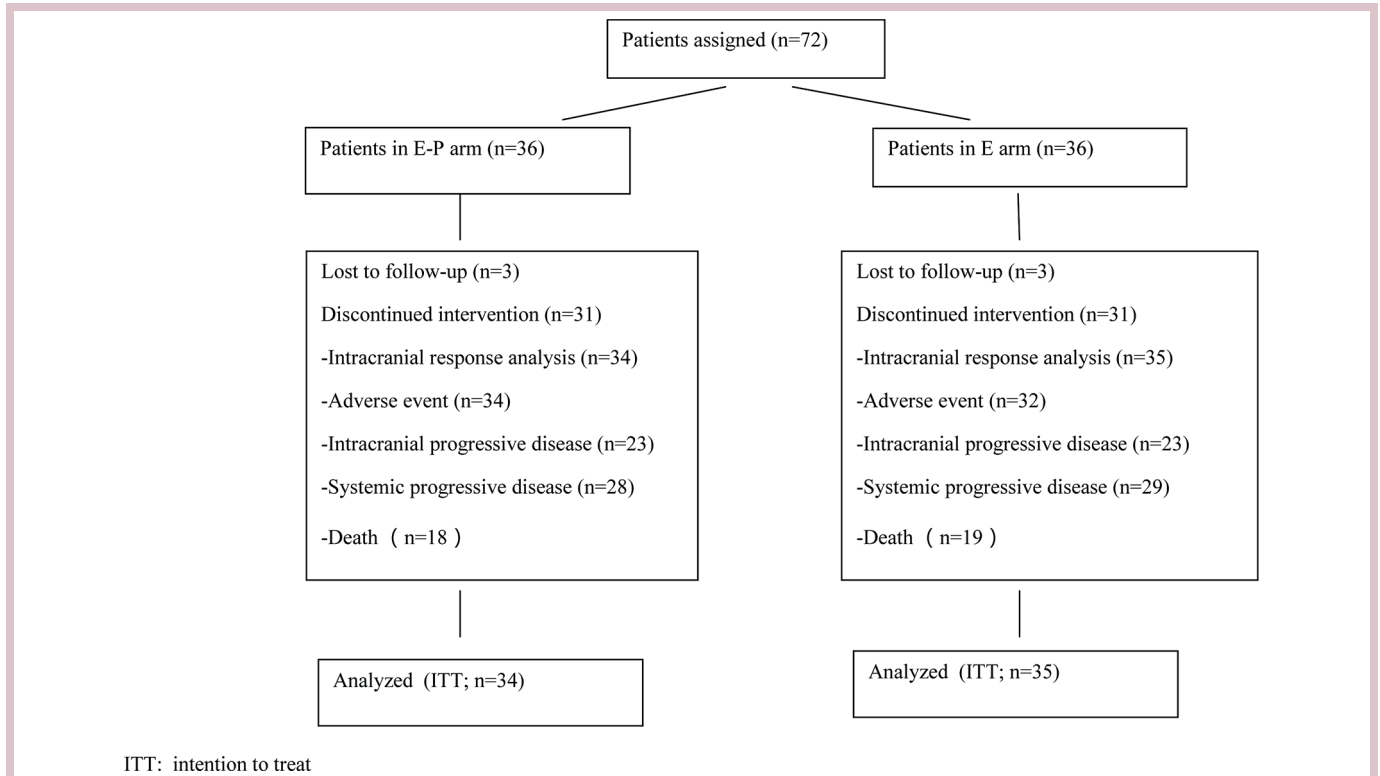 Patients assigned (n=72)
Patients in E-P arm (n=36)
Patients in E arm (n=36)
Lost to follow-up (n=3)
Discontinued intervention (n=31)
-Intracranial response analysis (n=34)
-Adverse event (n=34)
-Intracranial progressive disease (n=23)
-Systemic progressive disease (n=28)
-Death （n=18）
Lost to follow-up (n=3)
Discontinued intervention (n=31)
-Intracranial response analysis (n=35)
-Adverse event (n=32)
-Intracranial progressive disease (n=23)
-Systemic progressive disease (n=29)
-Death （n=19）
Analyzed (ITT; n=34)
Analyzed (ITT; n=35)
ITT: intention to treat